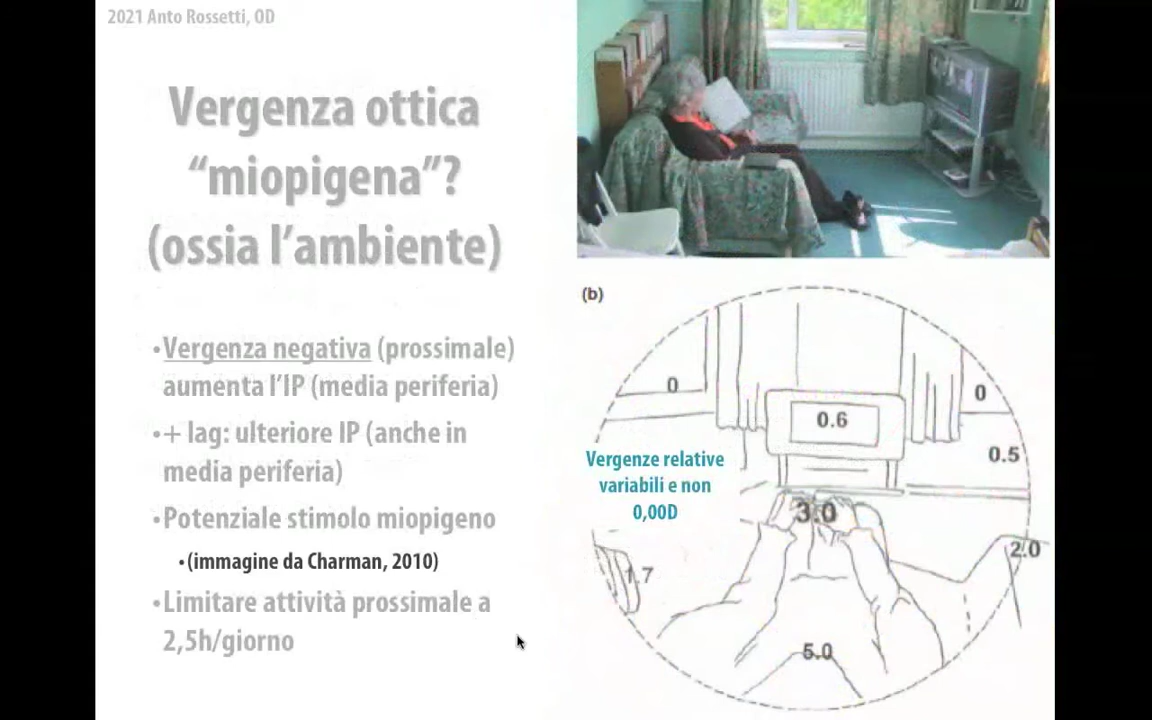 2021 Anto Rossetti, OD
Vergenza ottica
“miopigena”?
(ossia l’ambiente)
•Vergenza negativa (prossimale)
aumenta l’IP (media periferia)
•+ lag: ulteriore IP (anche in
media periferia)
•Potenziale stimolo miopigeno
•(immagine da Charman, 2010)
•Limitare attività prossimale a
2,5h/giorno
(b)
0
0
0.6
0.5
Vergenze relative
variabili e non
0,00D
3.0
2.0
1.7
5.0